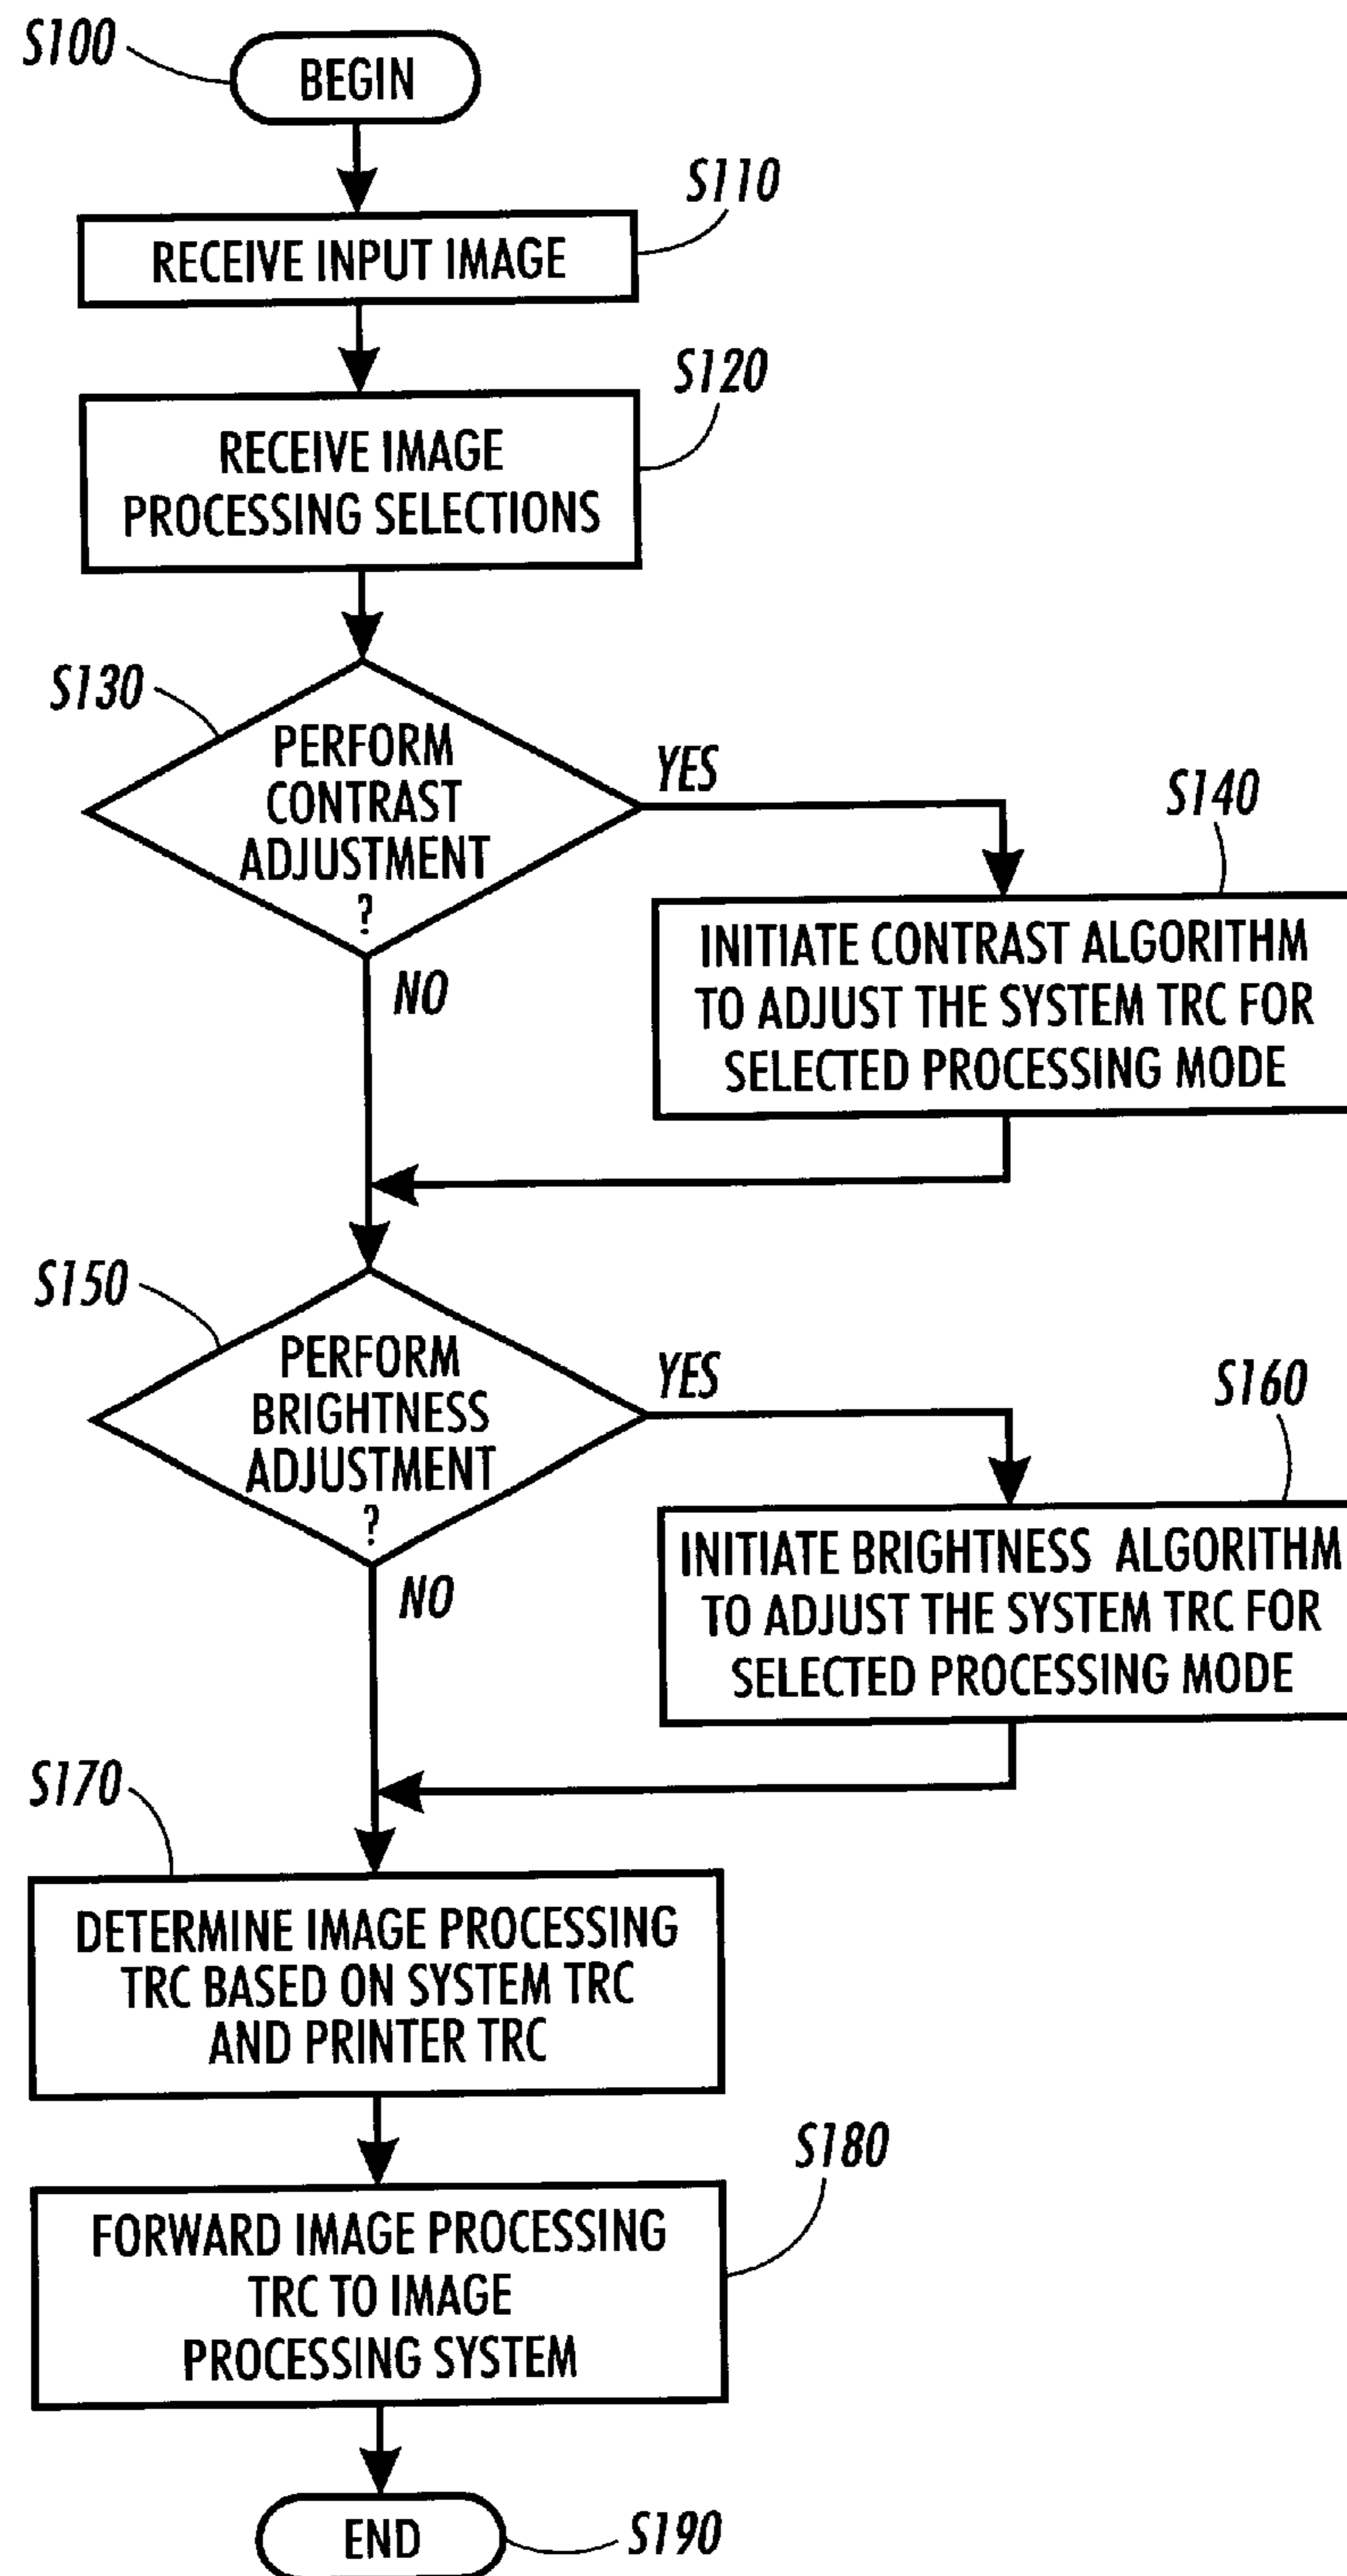 S100
BEGIN
S110
RECEIVE INPUT IMAGE
S120
RECEIVE IMAGE
PROCESSING SELECTIONS
S130
PERFORM
CONTRAST
ADJUSTMENT
?
YES
NO
S140
INITIATE CONTRAST ALGORITHM
TO ADJUST THE SYSTEM TRC FOR
SELECTED PROCESSING MODE
S150
PERFORM
BRIGHTNESS
ADJUSTMENT
?
YES
NO
S160
INITIATE BRIGHTNESS ALGORITHM
TO ADJUST THE SYSTEM TRC FOR
SELECTED PROCESSING MODE
S170
DETERMINE IMAGE PROCESSING
TRC BASED ON SYSTEM TRC
AND PRINTER TRC
S180
FORWARD IMAGE PROCESSING
TRC TO IMAGE
PROCESSING SYSTEM
END
S190